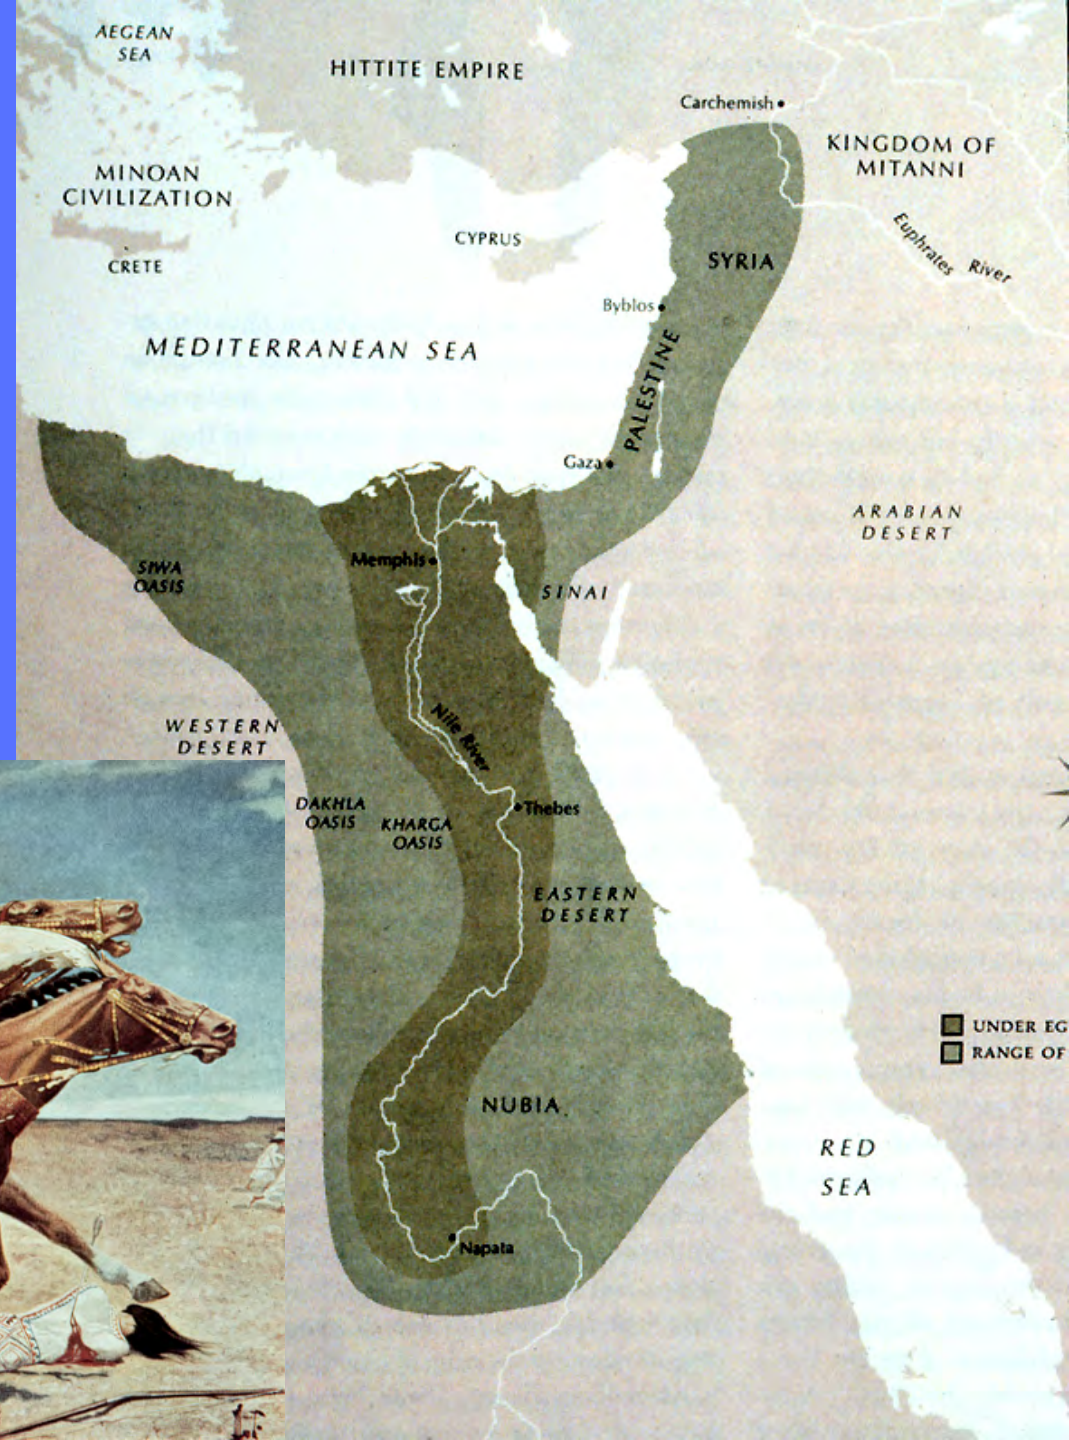 AEGEAN
SEA
HITTITE EMPIRE
Carchemish
KINGDOM OF
MITANNI
MINOAN
CIVILIZATION
CYPRUS
CRETE
Euphrates River
SYRIA
Byblos
MEDITERRANEAN SEA
PALESTINE
Gaza
ARABIAN
DESERT
Memphis
SIWA
OASIS
SINAI
Nile River
WESTERN
DESERT
DAKHLA
OASIS
KHARGA
OASIS
Thebes
EASTERN
DESERT
UNDER EG
RANGE OF
NUBIA
RED
SEA
Napata